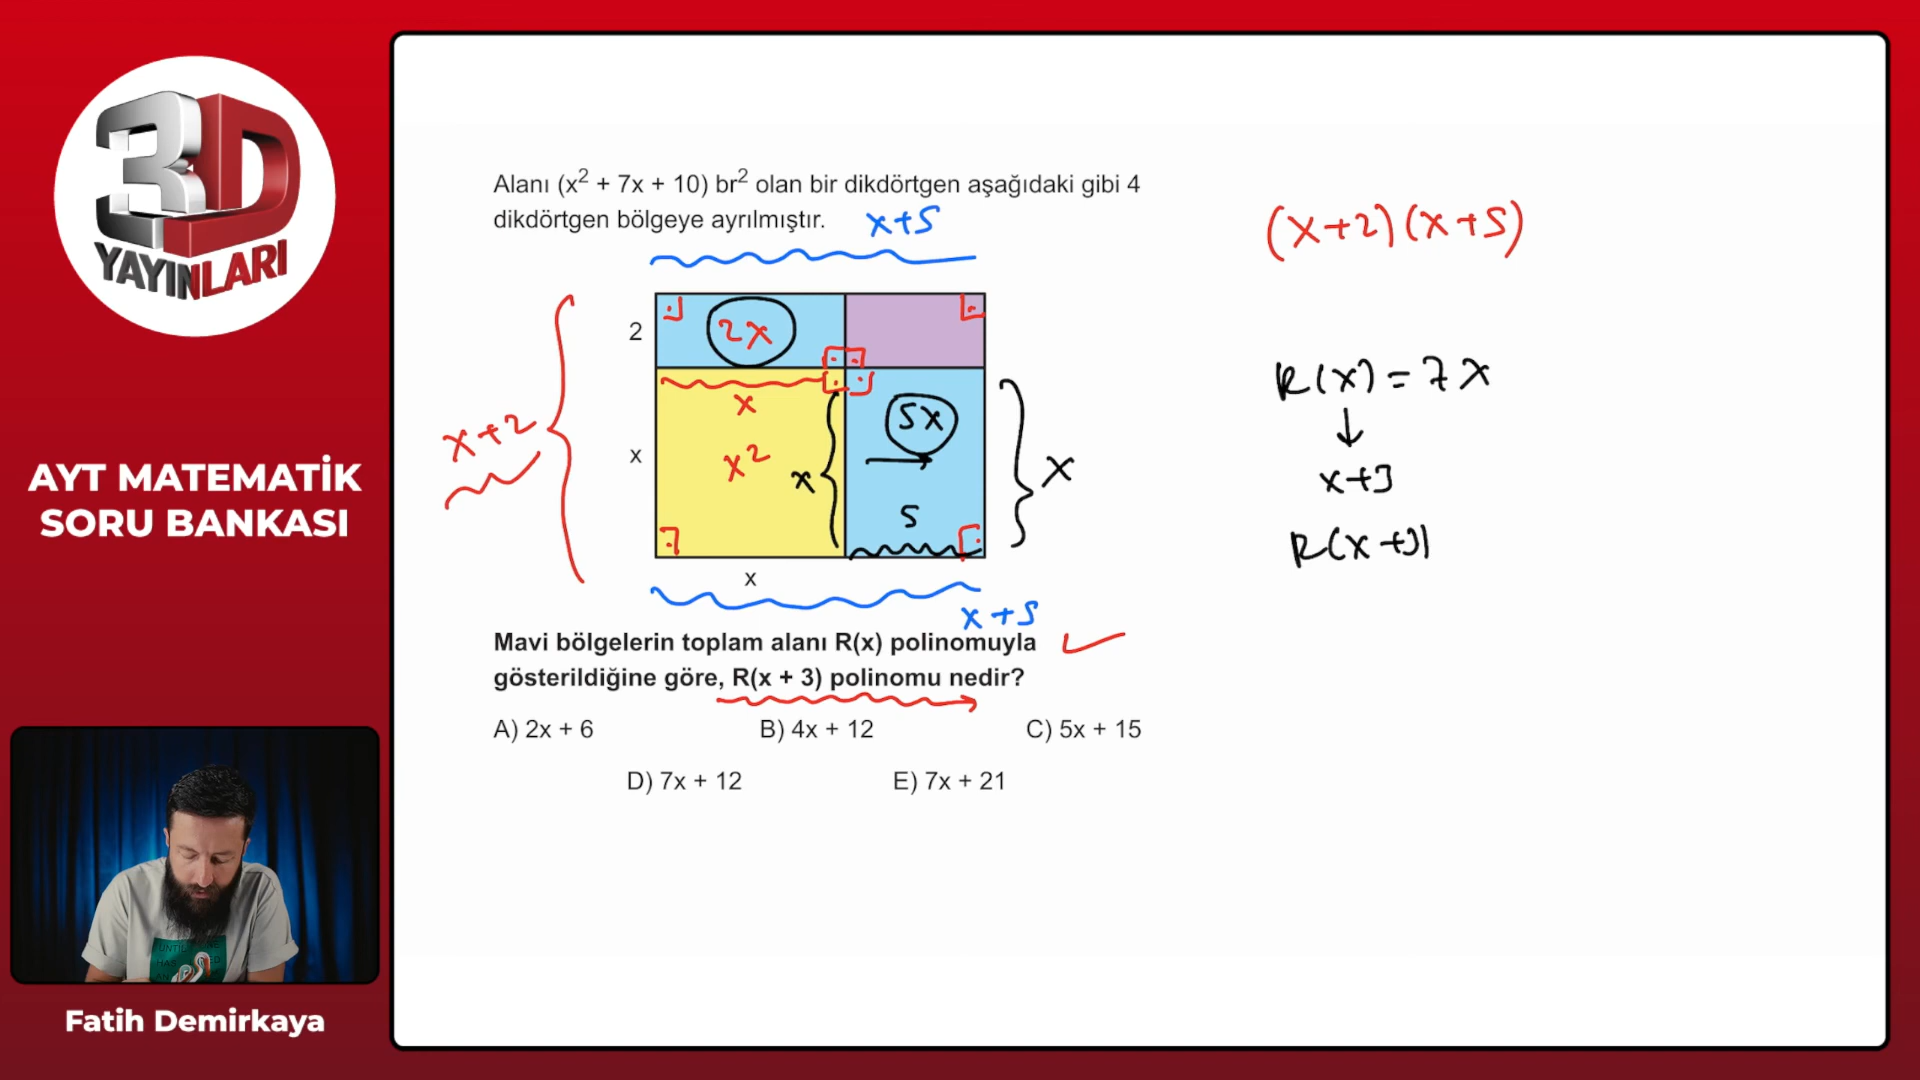 3D
YAYINLARI
AYT MATEMATİK
SORU BANKASI
Fatih Demirkaya
Alanı (x² + 7x + 10) br² olan bir dikdörtgen aşağıdaki gibi 4
dikdörtgen bölgeye ayrılmıştır.
x+5
(x+2)(x+5)
2
2x
x+2
x
x
x²
x
5x
5
x
x
x+5
R(x) = 7x
↓
x+3
R(x+3)
Mavi bölgelerin toplam alanı R(x) polinomuyla
gösterildiğine göre, R(x + 3) polinomu nedir?
A) 2x + 6 B) 4x + 12 C) 5x + 15
D) 7x + 12 E) 7x + 21